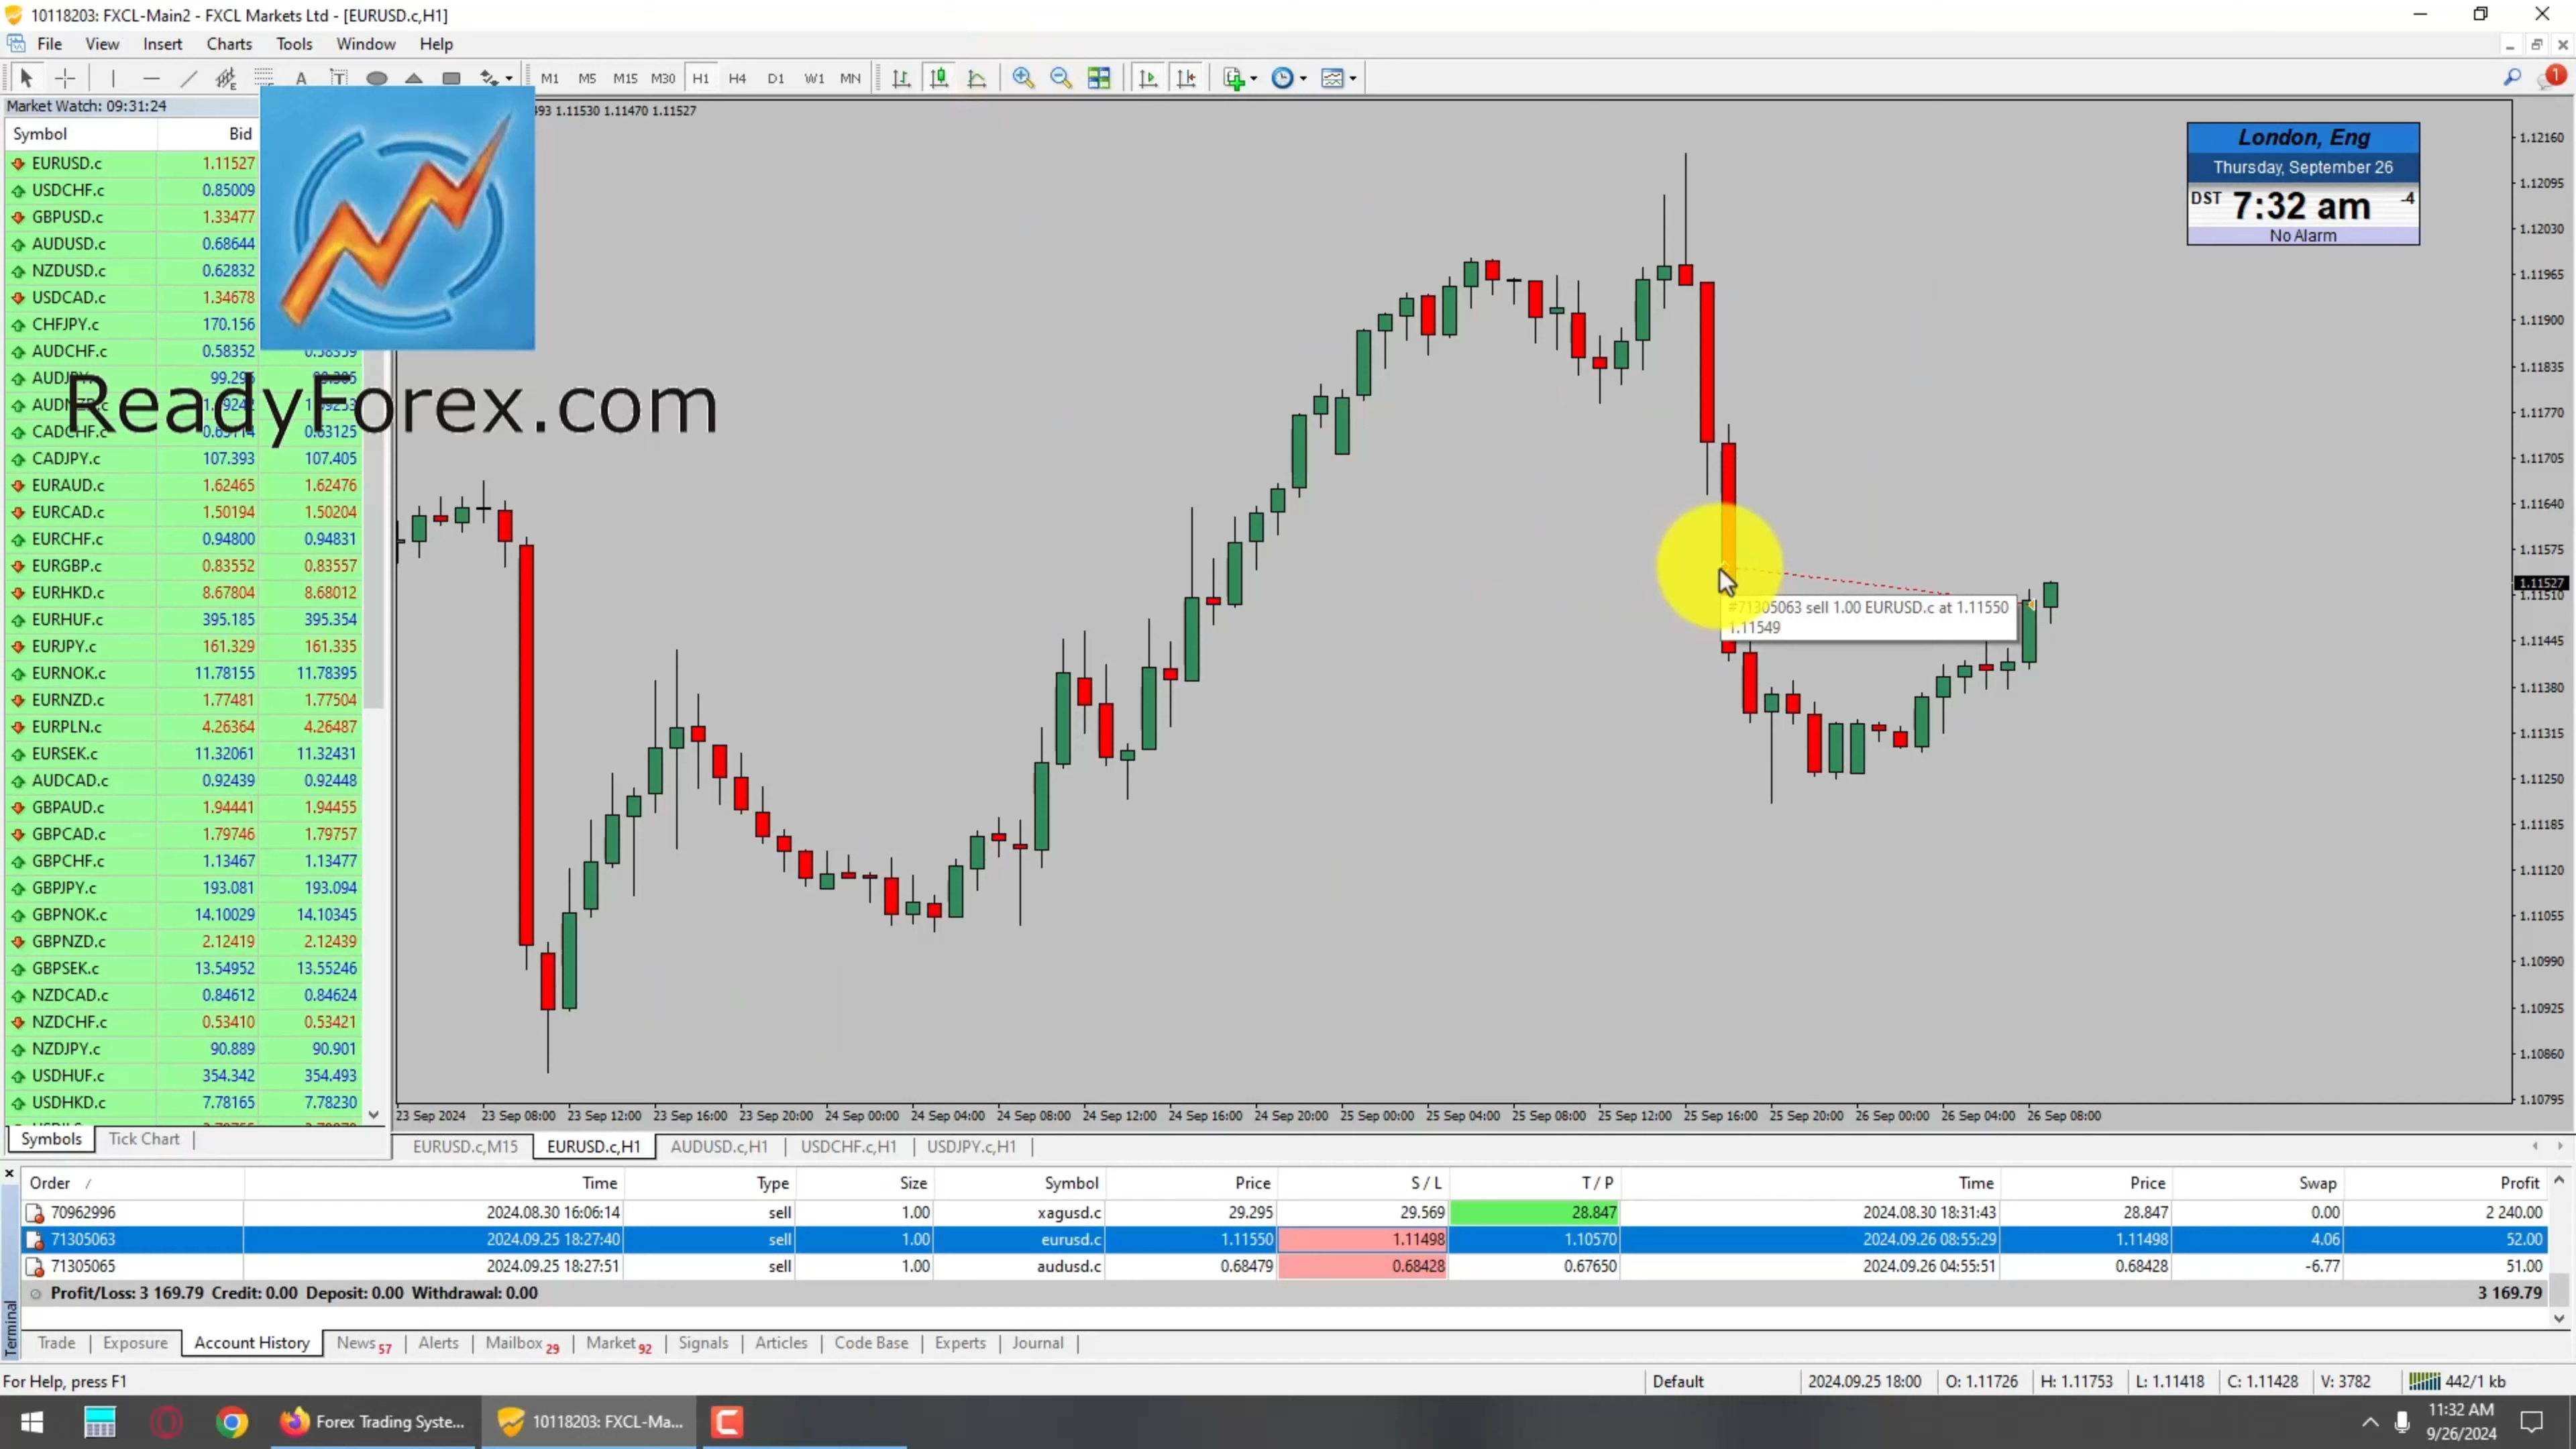 10118203: FXCL-Main2 - FXCL Markets Ltd - [EURUSD.c,H1]
File View Insert Charts Tools Window Help
A T M1 M5 M15 M30 H1 H4 D1 W1 MN 1
Market Watch: 09:31:24
Symbol Bid
EURUSD.c 1.11527
USDCHF.c 0.85009
GBPUSD.c 1.33477
AUDUSD.c 0.68644
NZDUSD.c 0.62832
USDCAD.c 1.34678
CHFJPY.c 170.156
AUDCHF.c 0.58352 0.58359
ReadyForex.com
CADJPY.c 107.393 107.405
EURAUD.c 1.62465 1.62476
EURCAD.c 1.50194 1.50204
EURCHF.c 0.94800 0.94831
EURGBP.c 0.83552 0.83557
EURHKD.c 8.67804 8.68012
EURHUF.c 395.185 395.354
EURJPY.c 161.329 161.335
EURNOK.c 11.78155 11.78395
EURNZD.c 1.77481 1.77504
EURPLN.c 4.26364 4.26487
EURSEK.c 11.32061 11.32431
AUDCAD.c 0.92439 0.92448
GBPAUD.c 1.94441 1.94455
GBPCAD.c 1.79746 1.79757
GBPCHF.c 1.13467 1.13477
GBPJPY.c 193.081 193.094
GBPNOK.c 14.10029 14.10345
GBPNZD.c 2.12419 2.12439
GBPSEK.c 13.54952 13.55246
NZDCAD.c 0.84612 0.84624
NZDCHF.c 0.53410 0.53421
NZDJPY.c 90.889 90.901
USDHUF.c 354.342 354.493
USDHKD.c 7.78165 7.78230
Symbols Tick Chart
1.11530 1.11470 1.11527
London, Eng
Thursday, September 26
DST 7:32 am -4
No Alarm
#71305063 sell 1.00 EURUSD.c at 1.11550
1.11549
1.12160
1.12095
1.12030
1.11965
1.11900
1.11835
1.11770
1.11705
1.11640
1.11575
1.11527
1.11510
1.11445
1.11380
1.11315
1.11250
1.11185
1.11120
1.11055
1.10990
1.10925
1.10860
1.10795
23 Sep 2024 23 Sep 08:00 23 Sep 12:00 23 Sep 16:00 23 Sep 20:00 24 Sep 00:00 24 Sep 04:00 24 Sep 08:00 24 Sep 12:00 24 Sep 16:00 24 Sep 20:00 25 Sep 00:00 25 Sep 04:00 25 Sep 08:00 25 Sep 12:00 25 Sep 16:00 25 Sep 20:00 26 Sep 00:00 26 Sep 04:00 26 Sep 08:00
EURUSD.c,M15 EURUSD.c,H1 AUDUSD.c,H1 USDCHF.c,H1 USDJPY.c,H1
Order Time Type Size Symbol Price S / L T / P Time Price Swap Profit
70962996 2024.08.30 16:06:14 sell 1.00 xagusd.c 29.295 29.569 28.847 2024.08.30 18:31:43 28.847 0.00 2 240.00
71305063 2024.09.25 18:27:40 sell 1.00 eurusd.c 1.11550 1.11498 1.10570 2024.09.26 08:55:29 1.11498 4.06 52.00
71305065 2024.09.25 18:27:51 sell 1.00 audusd.c 0.68479 0.68428 0.67650 2024.09.26 04:55:51 0.68428 -6.77 51.00
Profit/Loss: 3 169.79 Credit: 0.00 Deposit: 0.00 Withdrawal: 0.00 3 169.79
Terminal
Trade Exposure Account History News 57 Alerts Mailbox 29 Market 92 Signals Articles Code Base Experts Journal
For Help, press F1 Default 2024.09.25 18:00 O: 1.11726 H: 1.11753 L: 1.11418 C: 1.11428 V: 3782 442/1 kb
Forex Trading Syste... 10118203: FXCL-Ma... 11:32 AM
9/26/2024